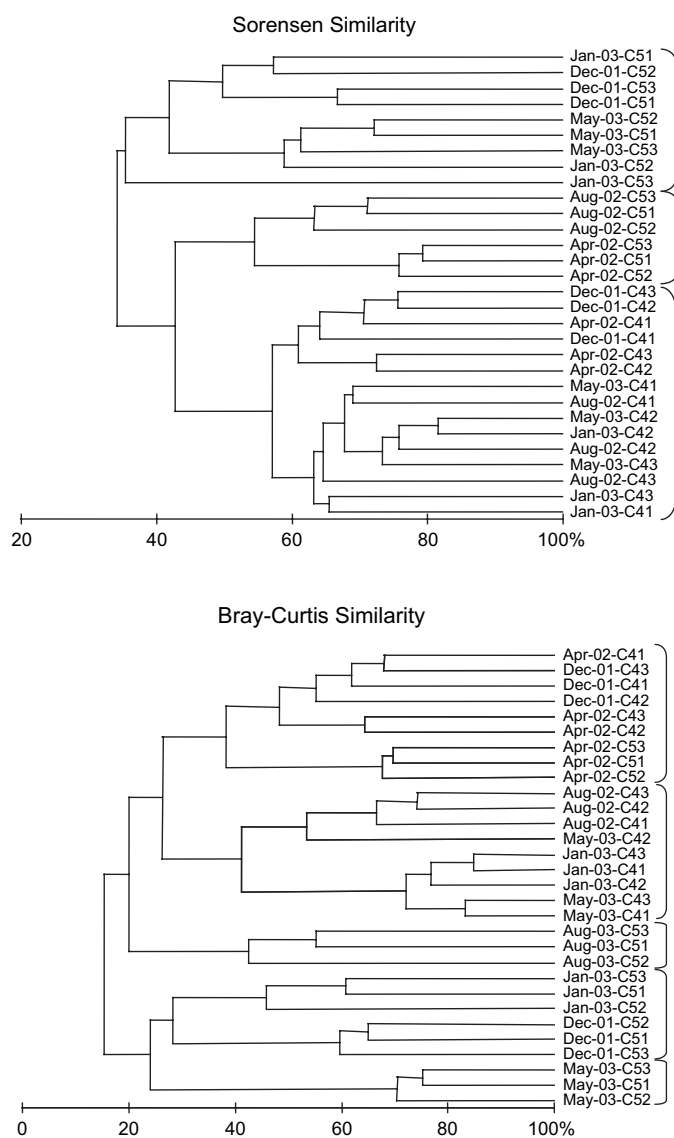 Sorensen Similarity
Jan-03-C51
Dec-01-C52
Dec-01-C53
Dec-01-C51
May-03-C52
May-03-C51
May-03-C53
Jan-03-C52
Jan-03-C53
Aug-02-C53
Aug-02-C51
Aug-02-C52
Apr-02-C53
Apr-02-C51
Apr-02-C52
Dec-01-C43
Dec-01-C42
Apr-02-C41
Dec-01-C41
Apr-02-C43
Apr-02-C42
May-03-C41
Aug-02-C41
May-03-C42
Jan-03-C42
Aug-02-C42
May-03-C43
Aug-02-C43
Jan-03-C43
Jan-03-C41
20 40 60 80 100%
Bray-Curtis Similarity
Apr-02-C41
Dec-01-C43
Dec-01-C41
Dec-01-C42
Apr-02-C43
Apr-02-C42
Apr-02-C53
Apr-02-C51
Apr-02-C52
Aug-02-C43
Aug-02-C42
Aug-02-C41
May-03-C42
Jan-03-C43
Jan-03-C41
Jan-03-C42
May-03-C43
May-03-C41
Aug-03-C53
Aug-03-C51
Aug-03-C52
Jan-03-C53
Jan-03-C51
Jan-03-C52
Dec-01-C52
Dec-01-C51
Dec-01-C53
May-03-C53
May-03-C51
May-03-C52
0 20 40 60 80 100%